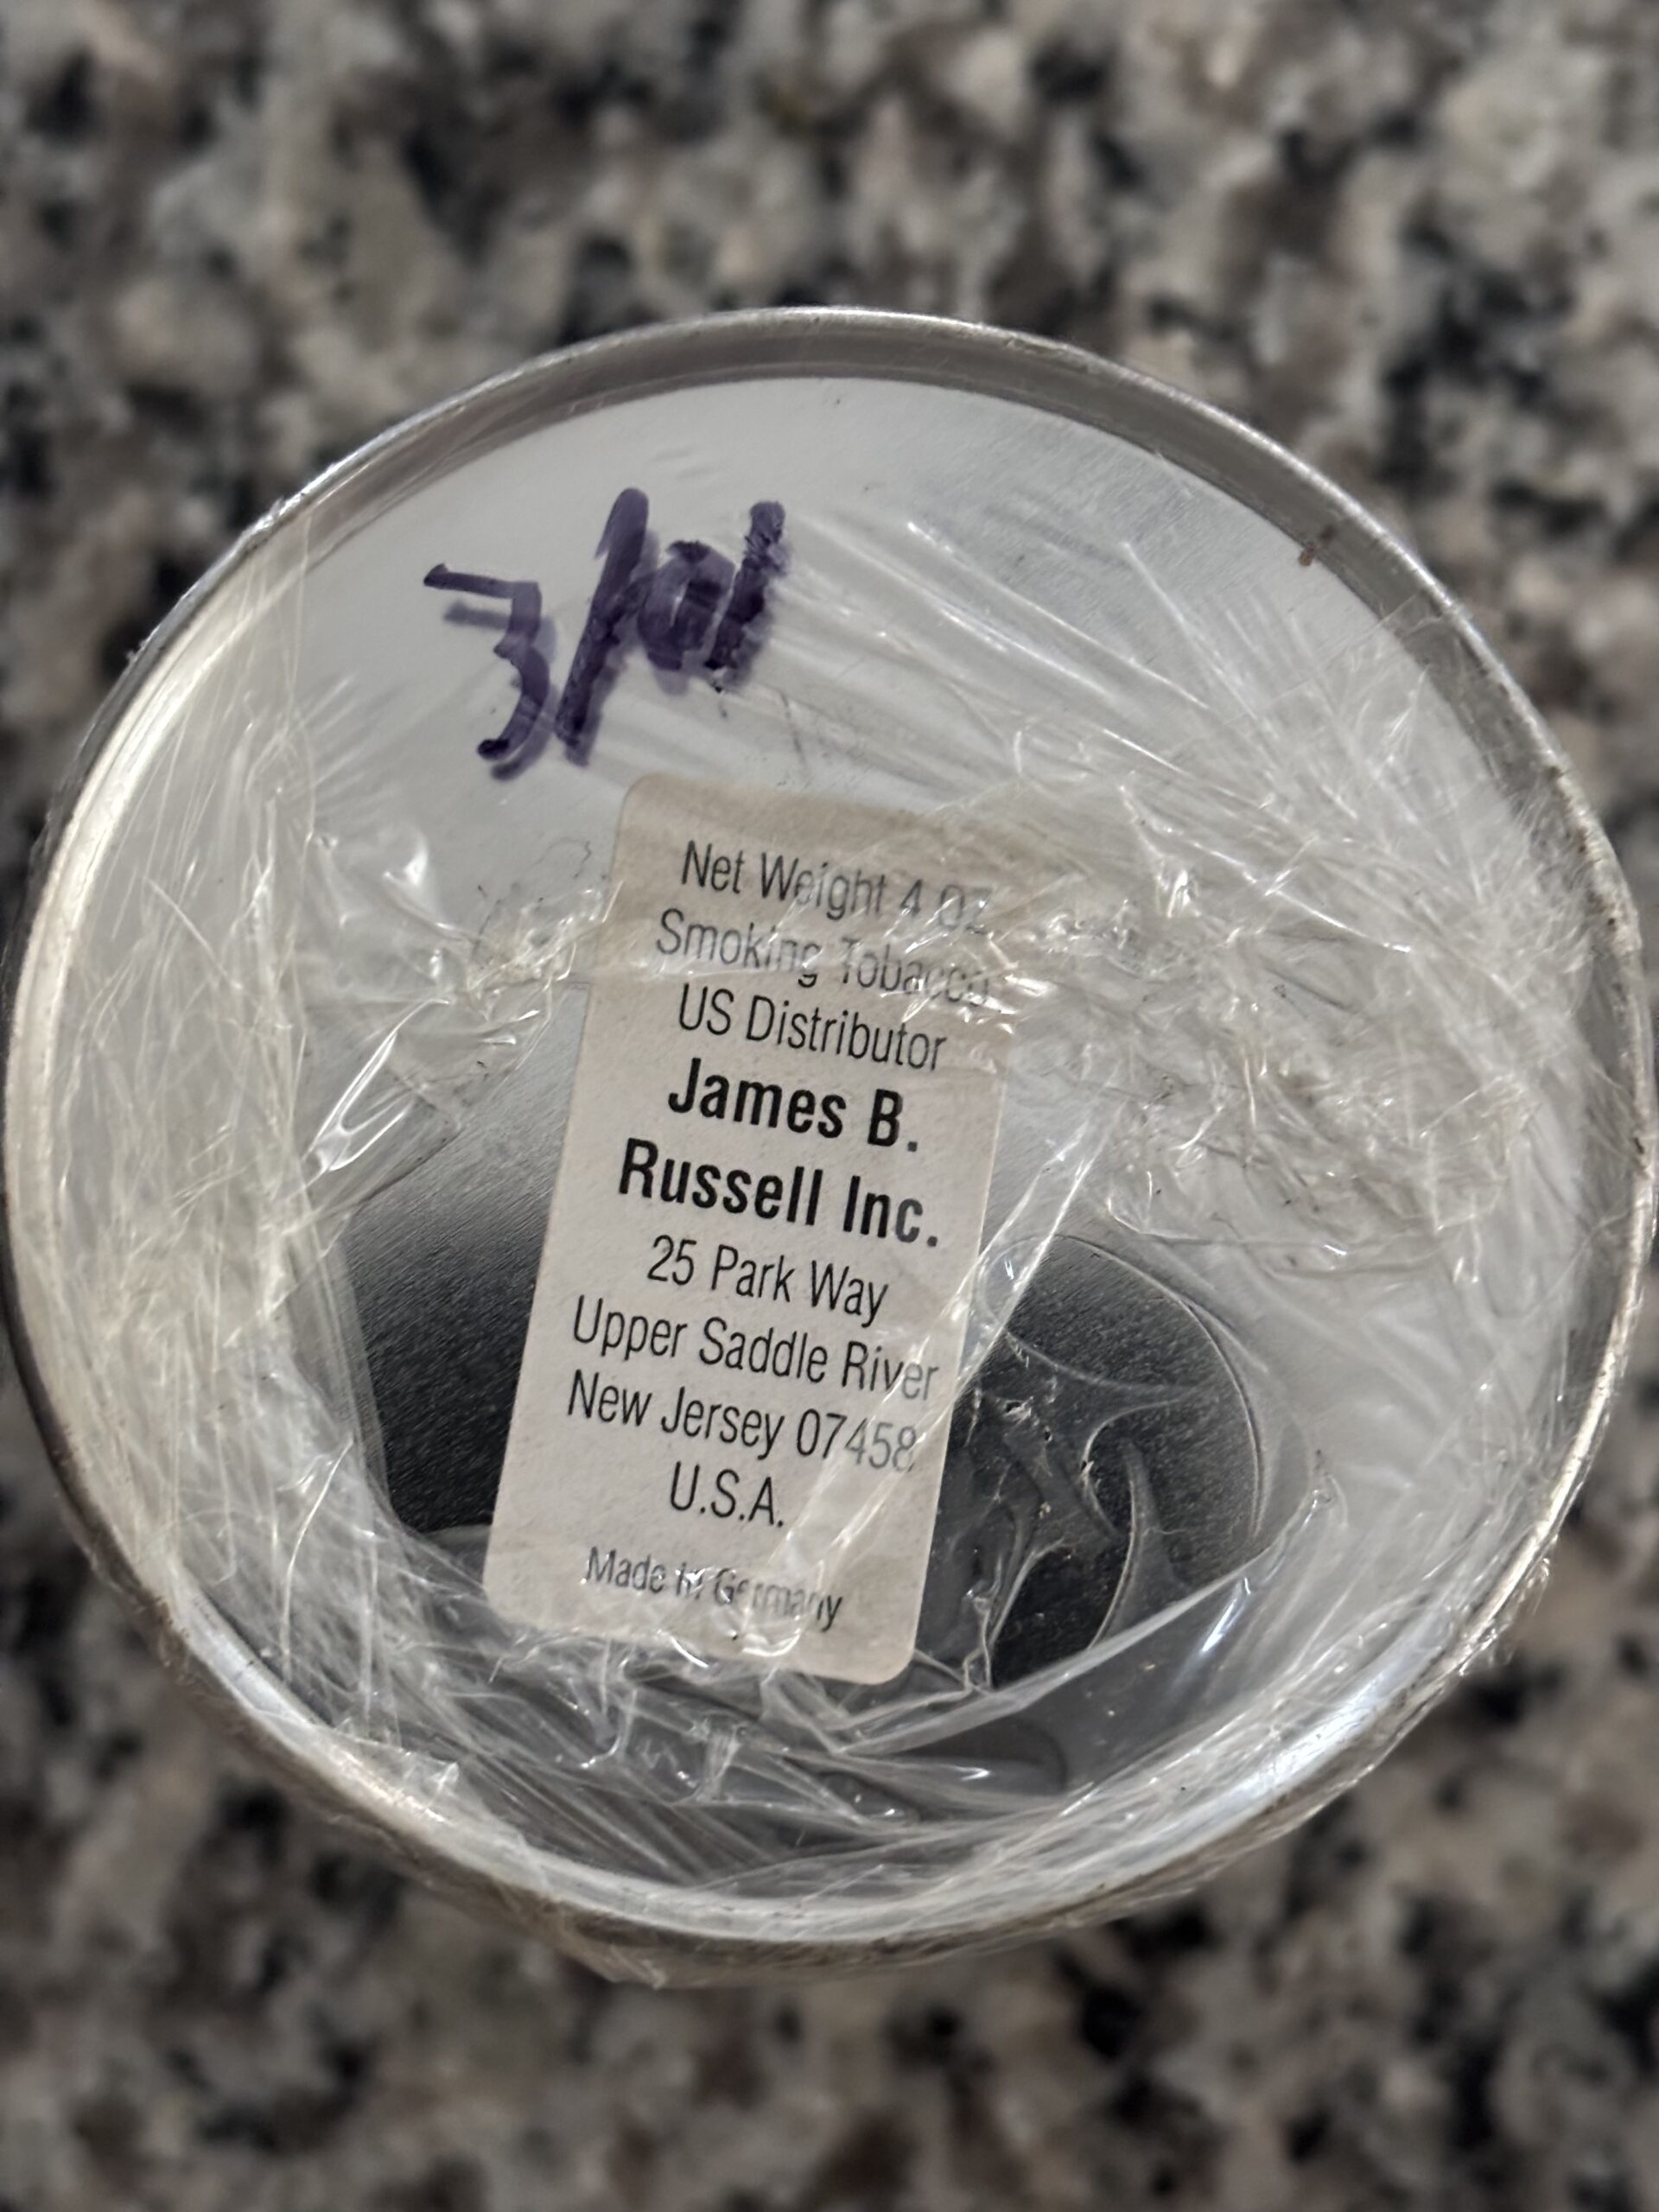 3/01
Net Weight 4 OZ
Smoking Tobacco
US Distributor
James B.
Russell Inc.
25 Park Way
Upper Saddle River
New Jersey 07458
U.S.A.
Made in Germany